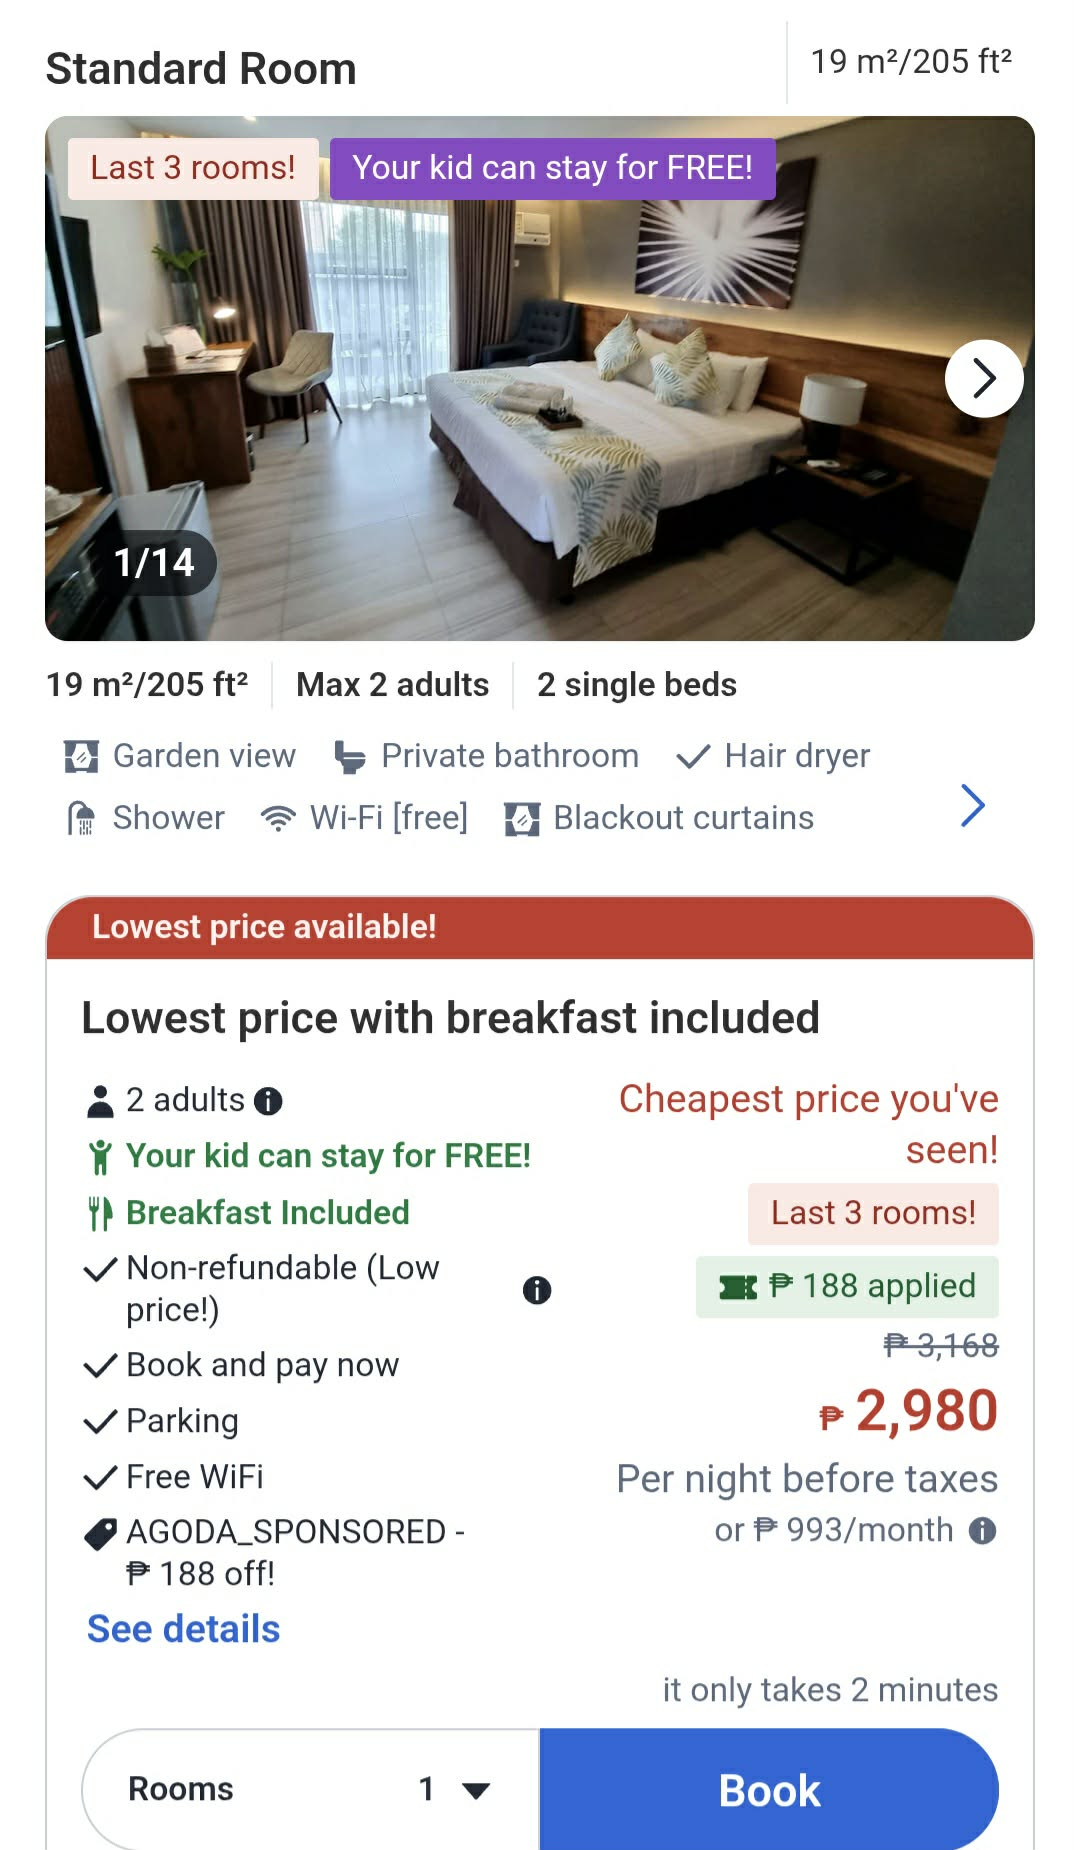 Standard Room
19 m²/205 ft²
Last 3 rooms!
Your kid can stay for FREE!
1/14
19 m²/205 ft²
Max 2 adults
2 single beds
Garden view
Private bathroom
Hair dryer
Shower
Wi-Fi [free]
Blackout curtains
Lowest price available!
Lowest price with breakfast included
2 adults
Your kid can stay for FREE!
Breakfast Included
Non-refundable (Low
price!)
Book and pay now
Parking
Free WiFi
AGODA_SPONSORED -
₱ 188 off!
See details
Cheapest price you've
seen!
Last 3 rooms!
₱ 188 applied
₱ 3,168
₱ 2,980
Per night before taxes
or ₱ 993/month
it only takes 2 minutes
Rooms
1
Book